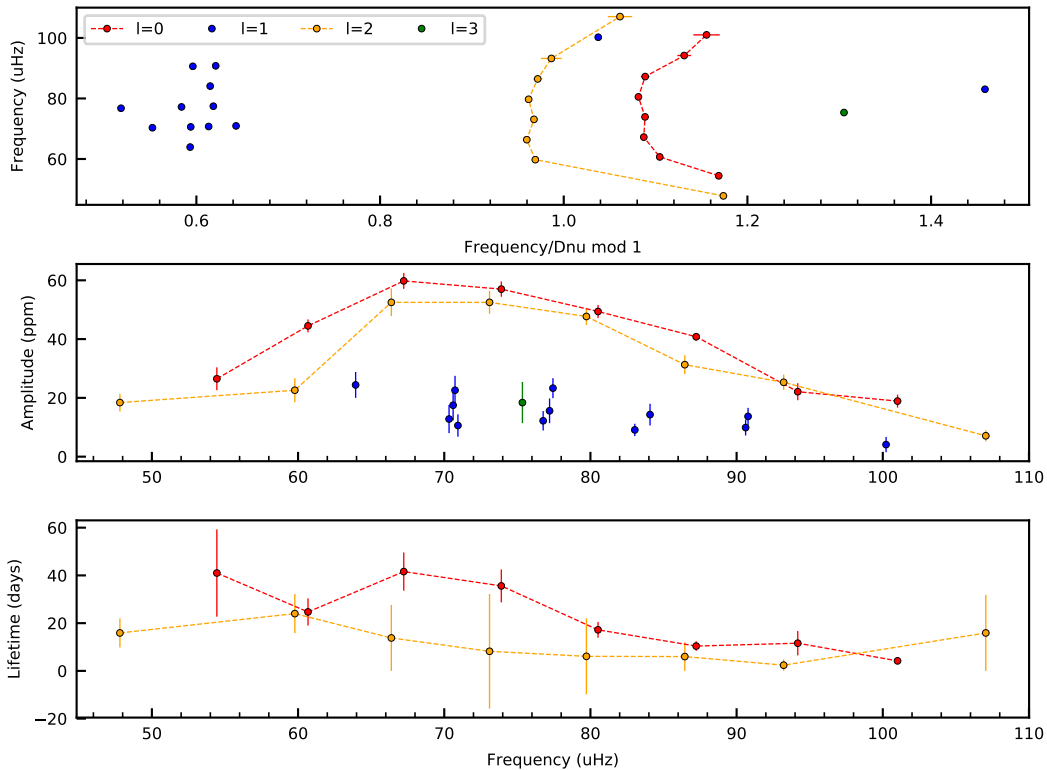 l=0 l=1 l=2 l=3
100
80
60
Frequency (uHz)
0.6 0.8 1.0 1.2 1.4
Frequency/Dnu mod 1
60
40
20
0
Amplitude (ppm)
50 60 70 80 90 100 110
60
40
20
0
−20
Lifetime (days)
50 60 70 80 90 100 110
Frequency (uHz)